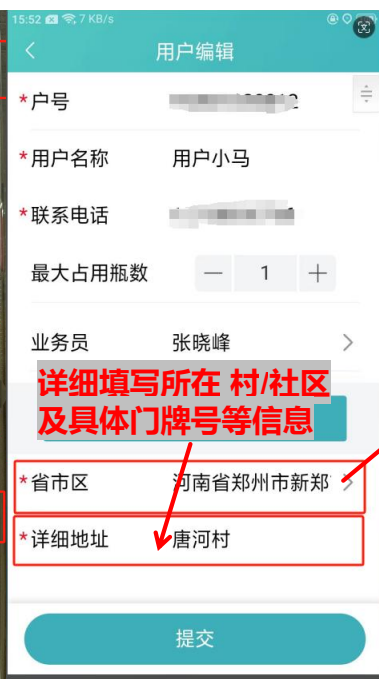 15:52 7 KB/s
用户编辑
*户号
*用户名称 用户小马
*联系电话
最大占用瓶数 — 1 +
业务员 张晓峰
详细填写所在 村/社区
及具体门牌号等信息
*省市区 河南省郑州市新郑
*详细地址 唐河村
提交